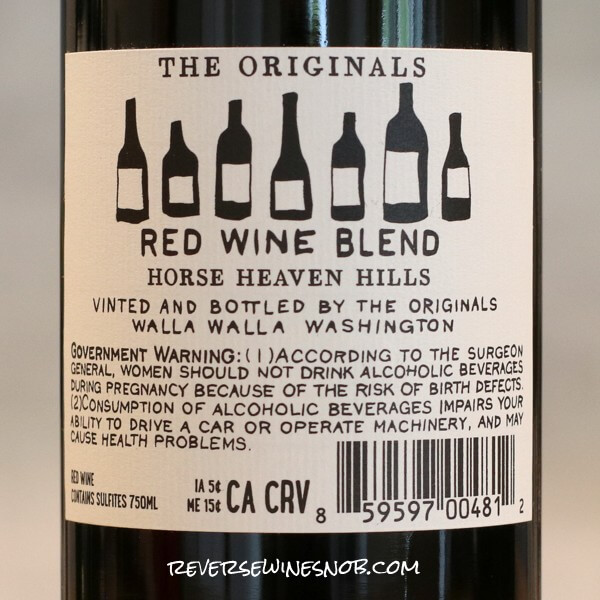 THE ORIGINALS
RED WINE BLEND
HORSE HEAVEN HILLS
VINTED AND BOTTLED BY THE ORIGINALS
WALLA WALLA WASHINGTON
GOVERNMENT WARNING: (1) ACCORDING TO THE SURGEON
GENERAL, WOMEN SHOULD NOT DRINK ALCOHOLIC BEVERAGES
DURING PREGNANCY BECAUSE OF THE RISK OF BIRTH DEFECTS.
(2) CONSUMPTION OF ALCOHOLIC BEVERAGES IMPAIRS YOUR
ABILITY TO DRIVE A CAR OR OPERATE MACHINERY, AND MAY
CAUSE HEALTH PROBLEMS.
RED WINE
CONTAINS SULFITES 750ML
IA 5¢
ME 15¢
CA CRV
8 59597 00481 2
REVERSEWINESNOB.COM